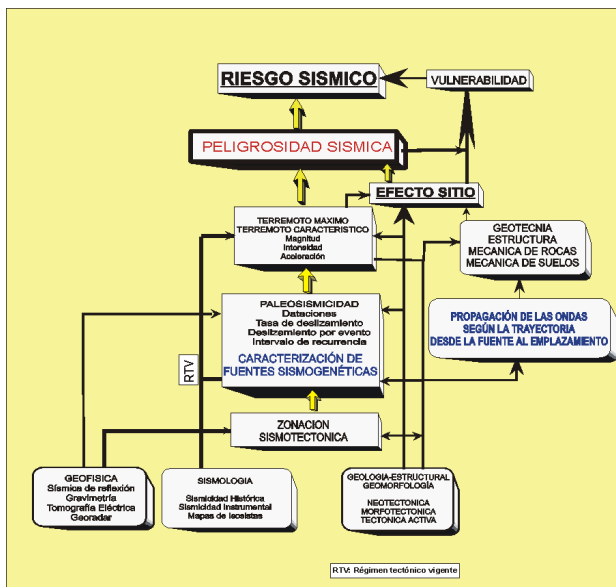 RIESGO SISMICO
VULNERABILIDAD
PELIGROSIDAD SISMICA
EFECTO SITIO
TERREMOTO MAXIMO
TERREMOTO CARACTERISTICO
Magnitud
Intensidad
Aceleración
GEOTECNIA
ESTRUCTURA
MECANICA DE ROCAS
MECANICA DE SUELOS
PALEOSISMICIDAD
Dataciones
Tasa de deslizamiento
Deslizamiento por evento
Intervalo de recurrencia
CARACTERIZACIÓN DE
FUENTES SISMOGENÉTICAS
PROPAGACIÓN DE LAS ONDAS
SEGÚN LA TRAYECTORIA
DESDE LA FUENTE AL EMPLAZAMIENTO
RTV
ZONACION
SISMOTECTONICA
GEOFISICA
Sísmica de reflexión
Gravimetría
Tomografía Eléctrica
Georadar
SISMOLOGIA
Sismicidad Histórica
Sismicidad Instrumental
Mapas de Isosistas
GEOLOGIA-ESTRUCTURAL
GEOMORFOLOGÍA
NEOTECTONICA
MORFOTECTONICA
TECTONICA ACTIVA
RTV: Régimen tectónico vigente